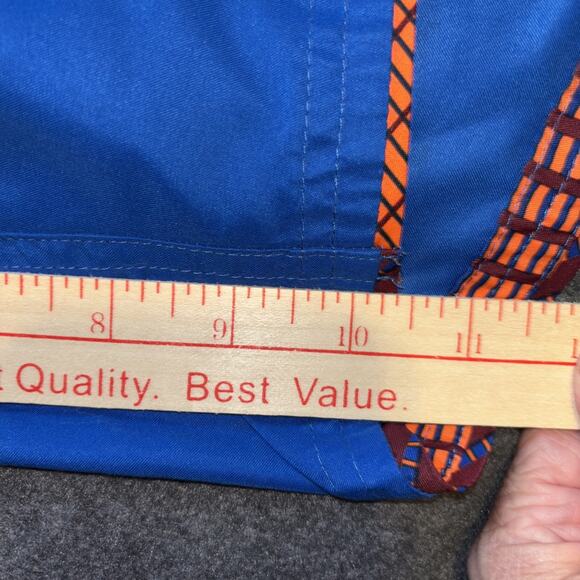 8 9 10 11
t Quality. Best Value.